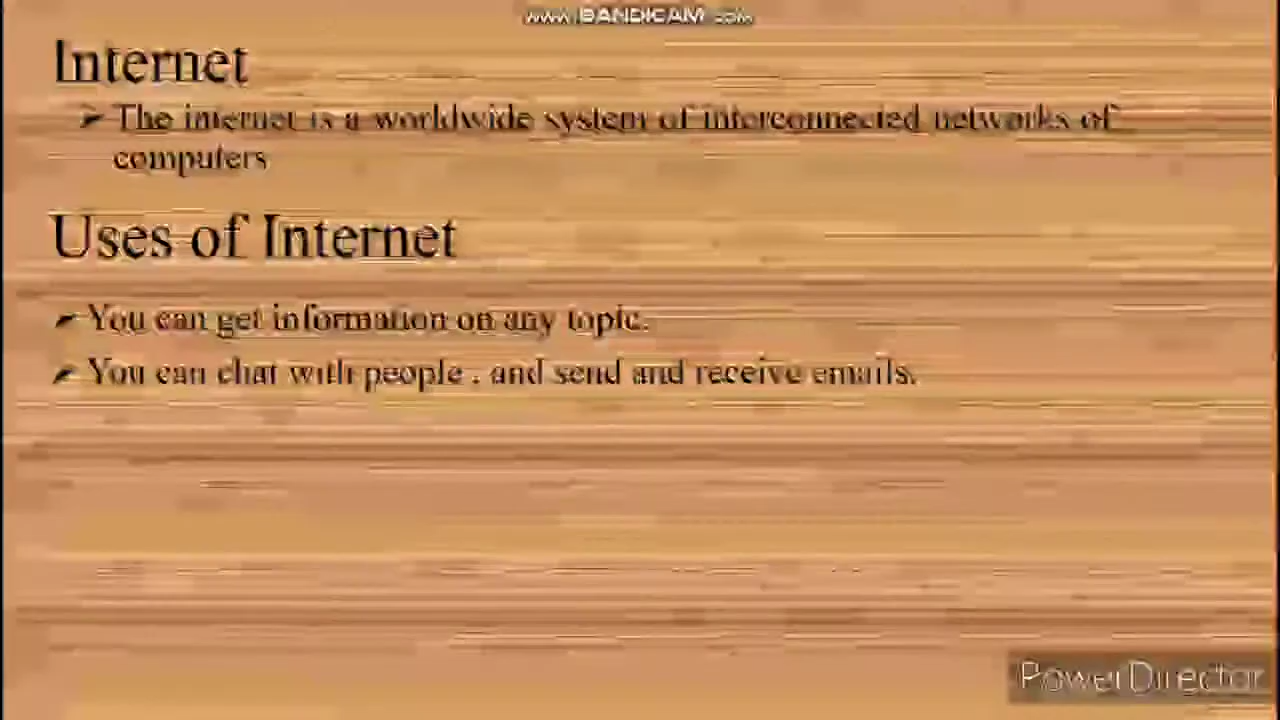 www.BANDICAM.com
Internet
➢ The internet is a worldwide system of interconnected networks of
computers
Uses of Internet
➢ You can get information on any topic.
➢ You can chat with people , and send and receive emails.
PowerDirector